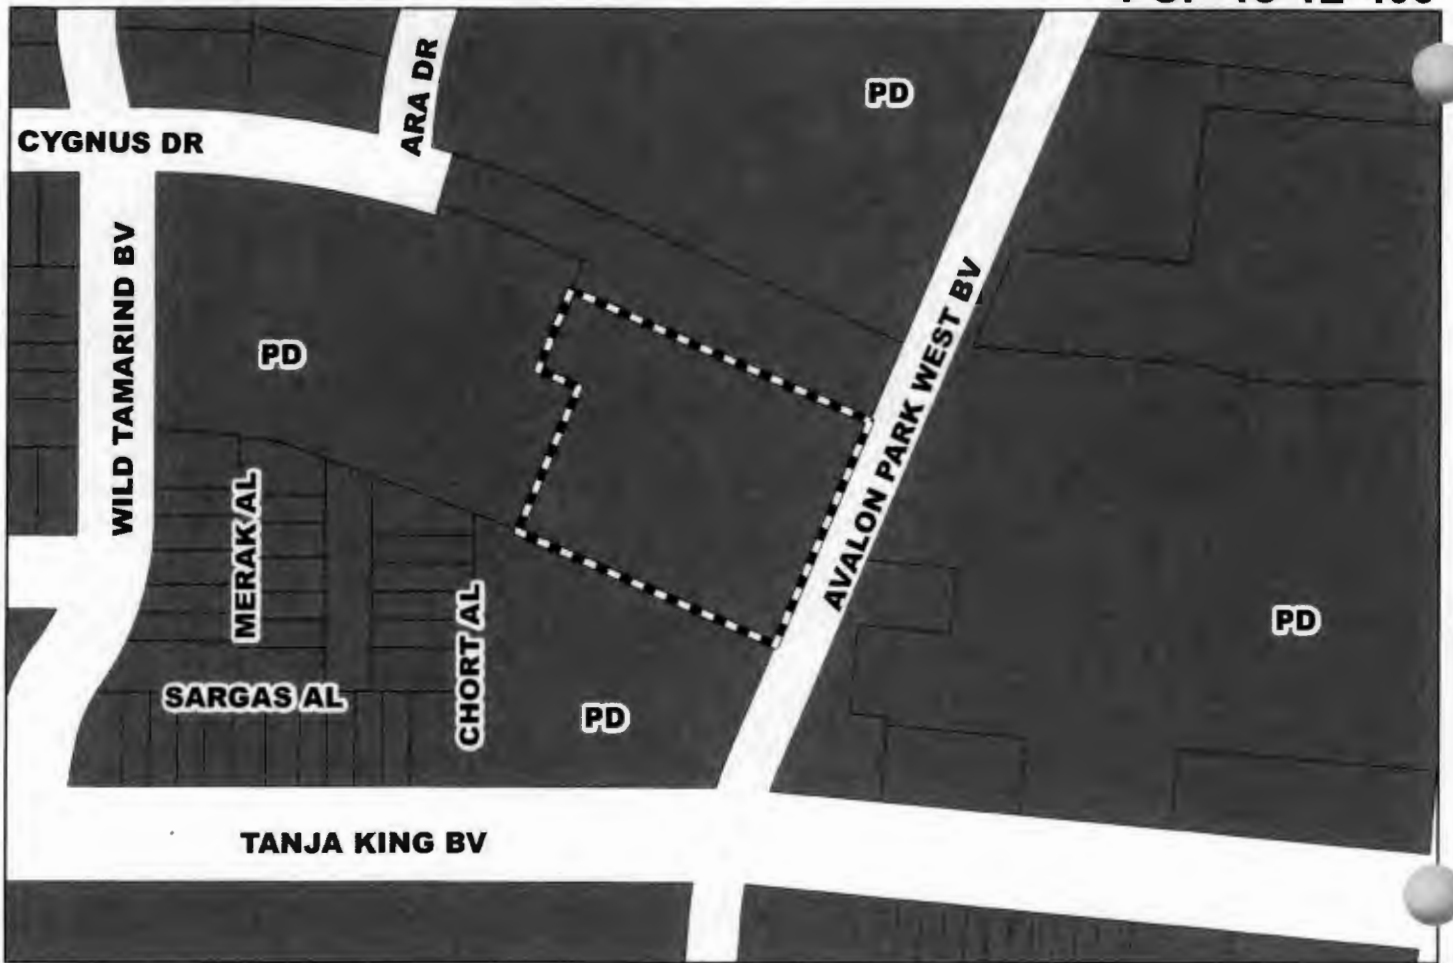 PD
ARA DR
CYGNUS DR
WILD TAMARIND BV
AVALON PARK WEST BV
PD
MERAK AL
CHORT AL
PD
SARGAS AL
PD
TANJA KING BV